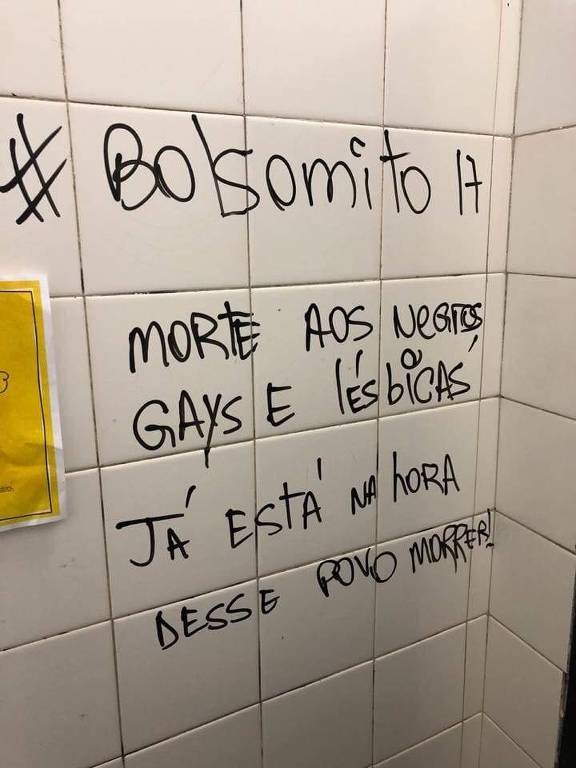 # Bolsomito 17
MORTE AOS NEGROS,
GAYS E LÉSBICAS
JÁ ESTÁ NA HORA
DESSE POVO MORRER!